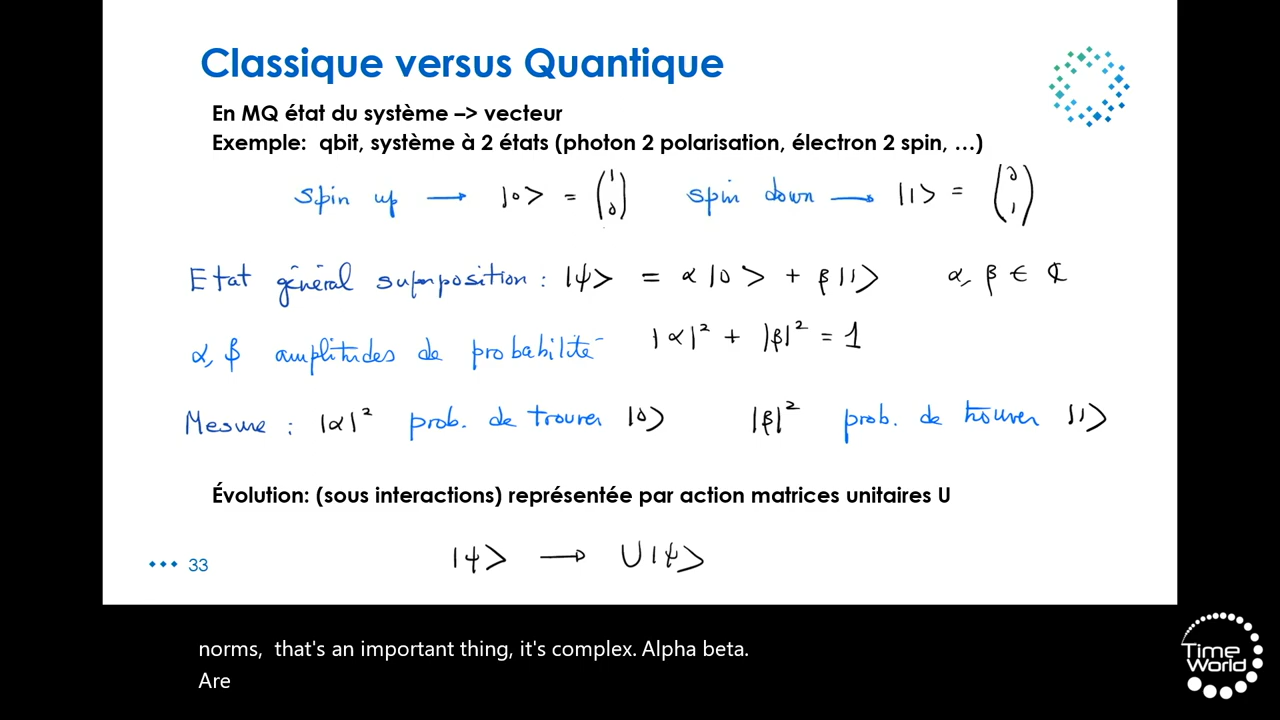 Classique versus Quantique
En MQ état du système –> vecteur
Exemple: qbit, système à 2 états (photon 2 polarisation, électron 2 spin, …)
spin up → |0> = (1 0) spin down → |1> = (0 1)
Etat général superposition : |ψ> = α |0> + β |1> α, β ∈ ℂ
α, β amplitudes de probabilité |α|² + |β|² = 1
Mesure : |α|² prob. de trouver |0> |β|² prob. de trouver |1>
Évolution: (sous interactions) représentée par action matrices unitaires U
|ψ> → U|ψ>
33
norms, that's an important thing, it's complex. Alpha beta.
Are
Time
World